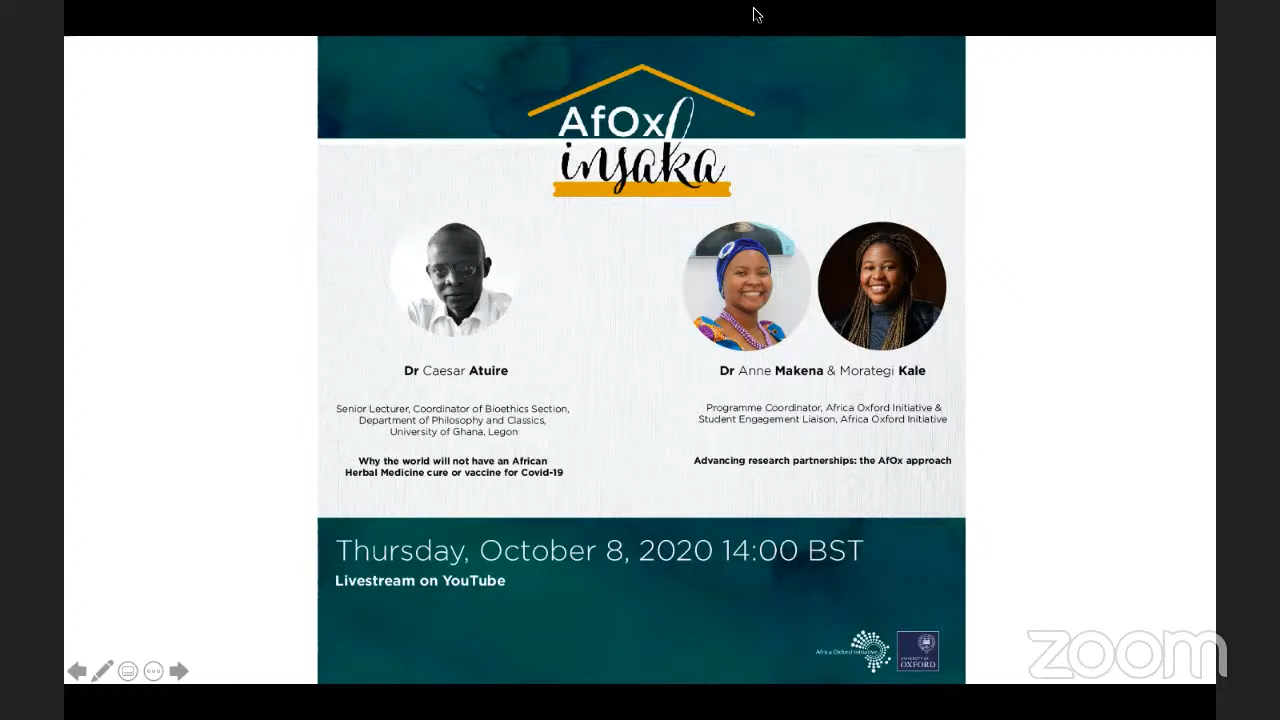 AfOx
insaka
Dr Caesar Atuire
Senior Lecturer, Coordinator of Bioethics Section,
Department of Philosophy and Classics,
University of Ghana, Legon
Why the world will not have an African
Herbal Medicine cure or vaccine for Covid-19
Dr Anne Makena & Morategi Kale
Programme Coordinator, Africa Oxford Initiative &
Student Engagement Liaison, Africa Oxford Initiative
Advancing research partnerships: the AfOx approach
Thursday, October 8, 2020 14:00 BST
Livestream on YouTube
Africa Oxford Initiative
UNIVERSITY OF
OXFORD
zoom